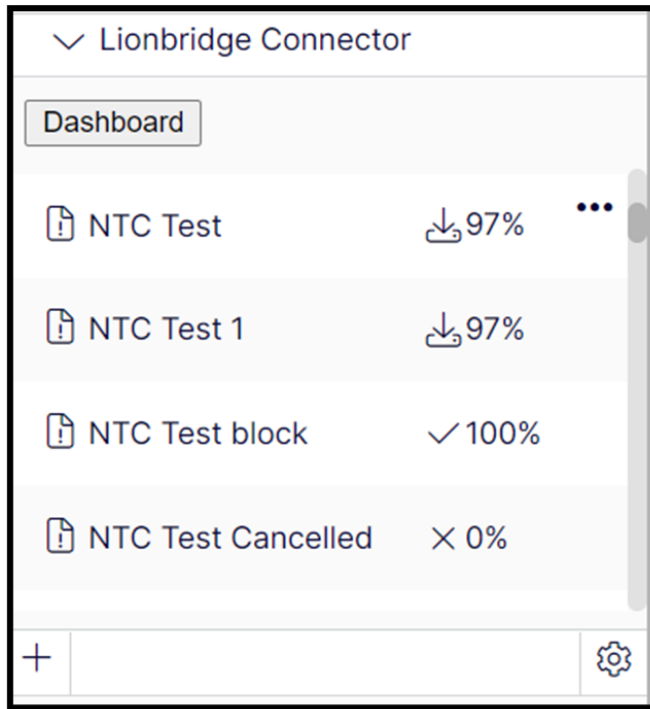 Lionbridge Connector
Dashboard
NTC Test 97%
NTC Test 1 97%
NTC Test block 100%
NTC Test Cancelled 0%